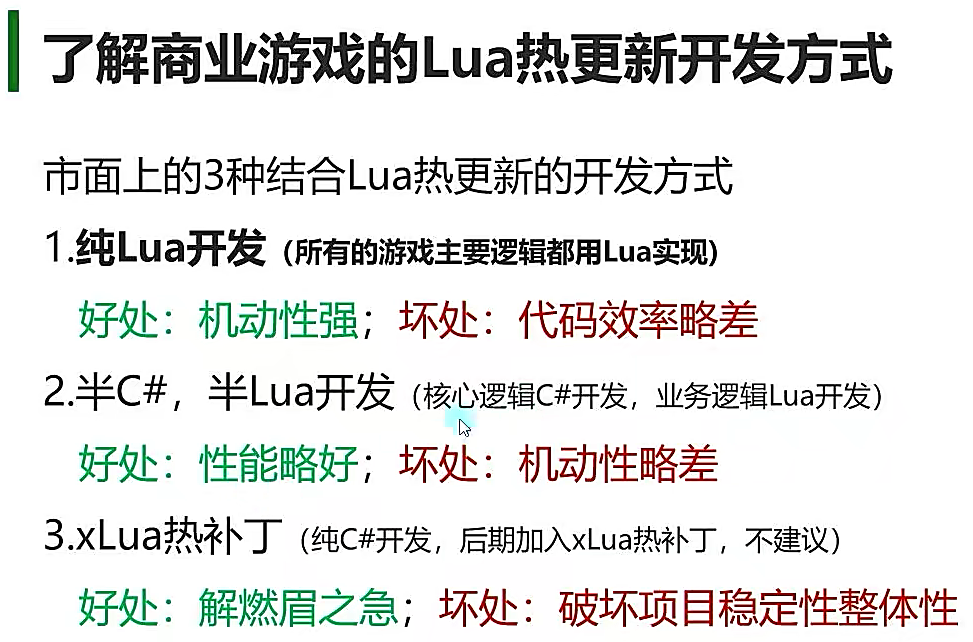 了解商业游戏的Lua热更新开发方式
市面上的3种结合Lua热更新的开发方式
1.纯Lua开发（所有的游戏主要逻辑都用Lua实现）
好处：机动性强；坏处：代码效率略差
2.半C#，半Lua开发（核心逻辑C#开发，业务逻辑Lua开发）
好处：性能略好；坏处：机动性略差
3.xLua热补丁（纯C#开发，后期加入xLua热补丁，不建议）
好处：解燃眉之急；坏处：破坏项目稳定性整体性